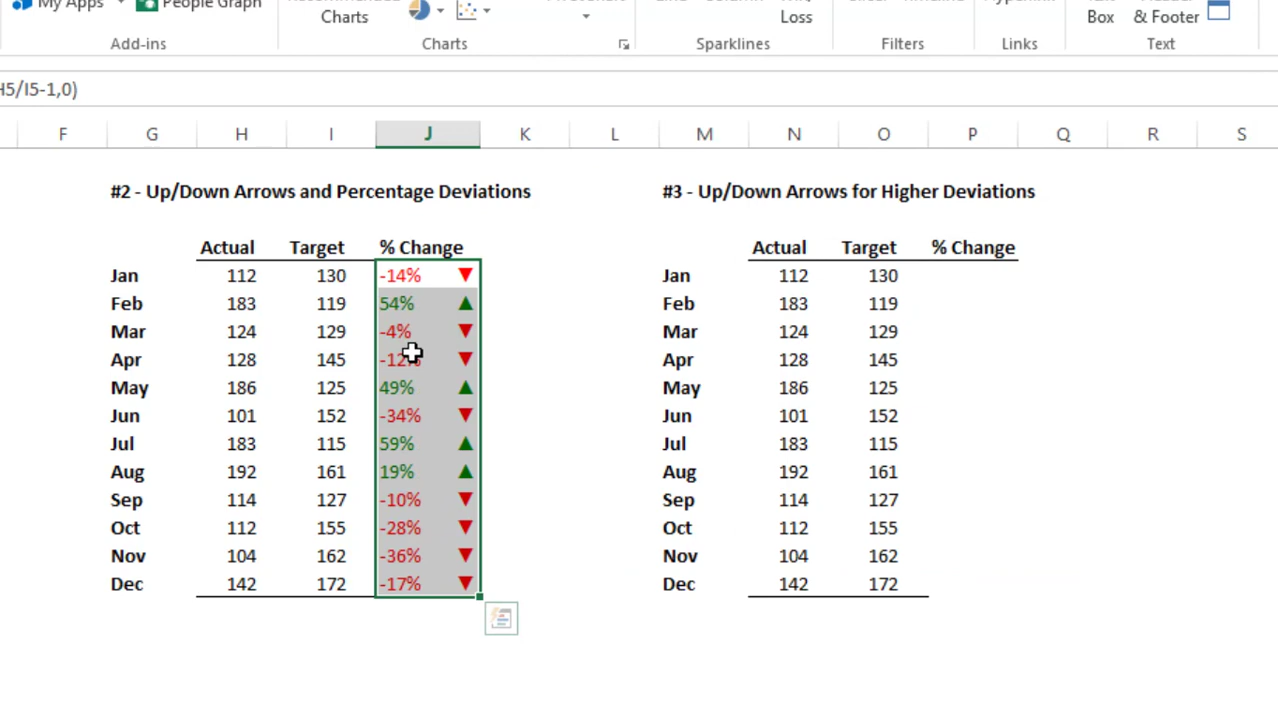 My Apps People Graph
Charts Loss Box & Footer
Add-ins Charts Sparklines Filters Links Text
H5/I5-1,0)
F G H I J K L M N O P Q R S
#2 - Up/Down Arrows and Percentage Deviations #3 - Up/Down Arrows for Higher Deviations
Actual Target % Change Actual Target % Change
Jan 112 130 -14% ▼ Jan 112 130
Feb 183 119 54% ▲ Feb 183 119
Mar 124 129 -4% ▼ Mar 124 129
Apr 128 145 -12% ▼ Apr 128 145
May 186 125 49% ▲ May 186 125
Jun 101 152 -34% ▼ Jun 101 152
Jul 183 115 59% ▲ Jul 183 115
Aug 192 161 19% ▲ Aug 192 161
Sep 114 127 -10% ▼ Sep 114 127
Oct 112 155 -28% ▼ Oct 112 155
Nov 104 162 -36% ▼ Nov 104 162
Dec 142 172 -17% ▼ Dec 142 172